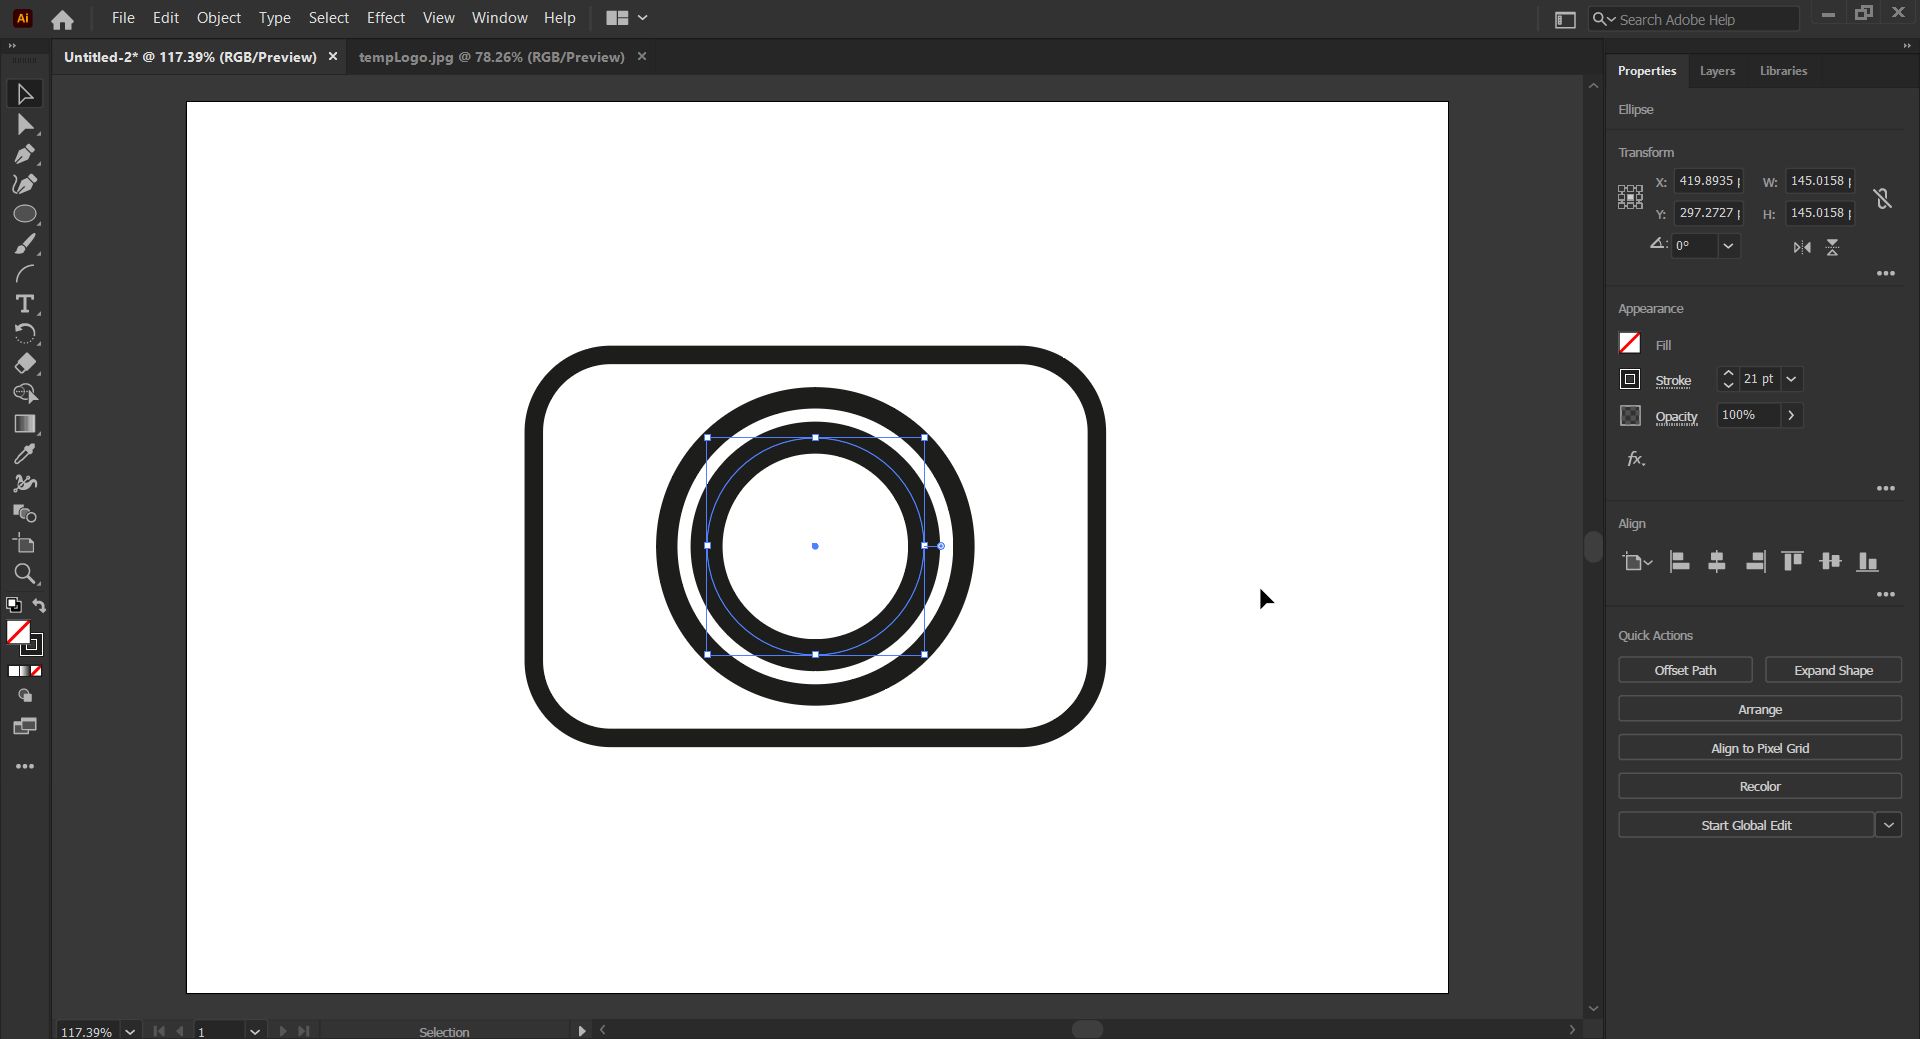 Ai File Edit Object Type Select Effect View Window Help Search Adobe Help
Untitled-2* @ 117.39% (RGB/Preview) × tempLogo.jpg @ 78.26% (RGB/Preview) ×
Properties Layers Libraries
Ellipse
Transform
X: 419.8935 p W: 145.0158 p
Y: 297.2727 p H: 145.0158 p
0°
Appearance
Fill
Stroke 21 pt
Opacity 100%
fx.
Align
Quick Actions
Offset Path Expand Shape
Arrange
Align to Pixel Grid
Recolor
Start Global Edit
117.39% 1 Selection